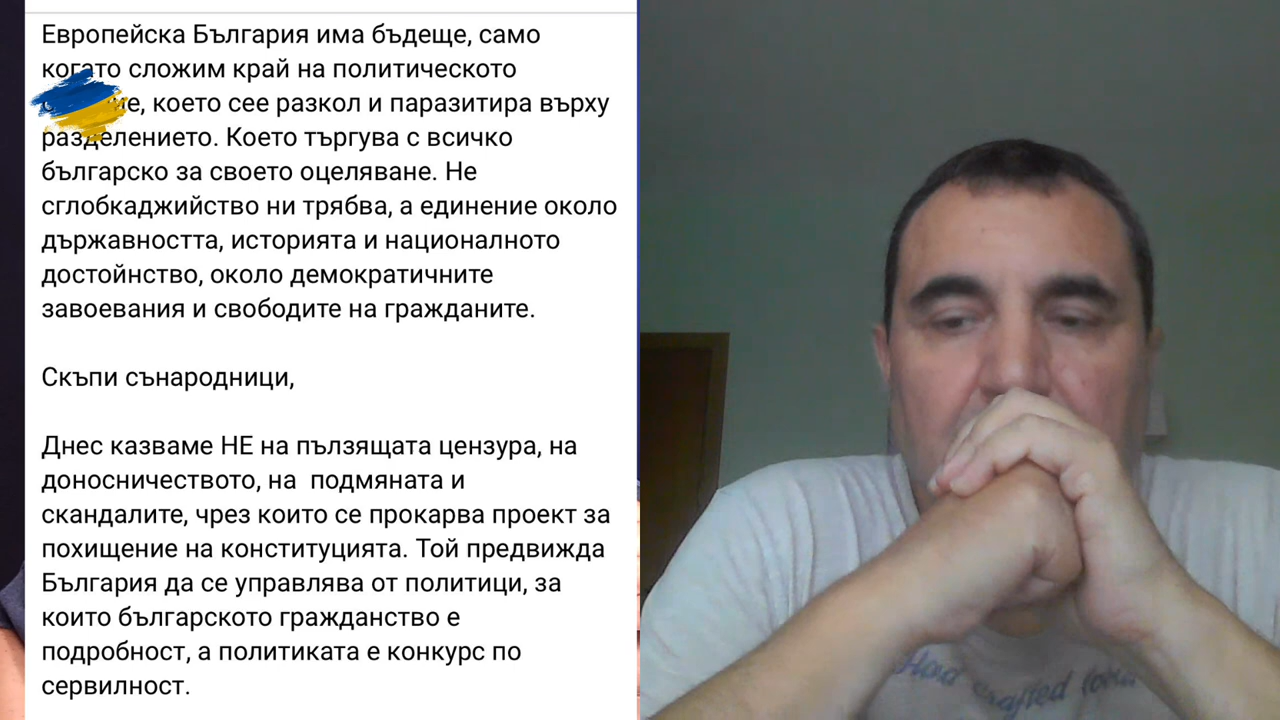 Европейска България има бъдеще, само
когато сложим край на политическото
което сее разкол и паразитира върху
разделението. Което търгува с всичко
българско за своето оцеляване. Не
сглобкаджийство ни трябва, а единение около
държавността, историята и националното
достойнство, около демократичните
завоевания и свободите на гражданите.
Скъпи сънародници,
Днес казваме НЕ на пълзящата цензура, на
доносничеството, на подмяната и
скандалите, чрез които се прокарва проект за
похищение на конституцията. Той предвижда
България да се управлява от политици, за
които българското гражданство е
подробност, а политиката е конкурс по
сервилност.
crafted